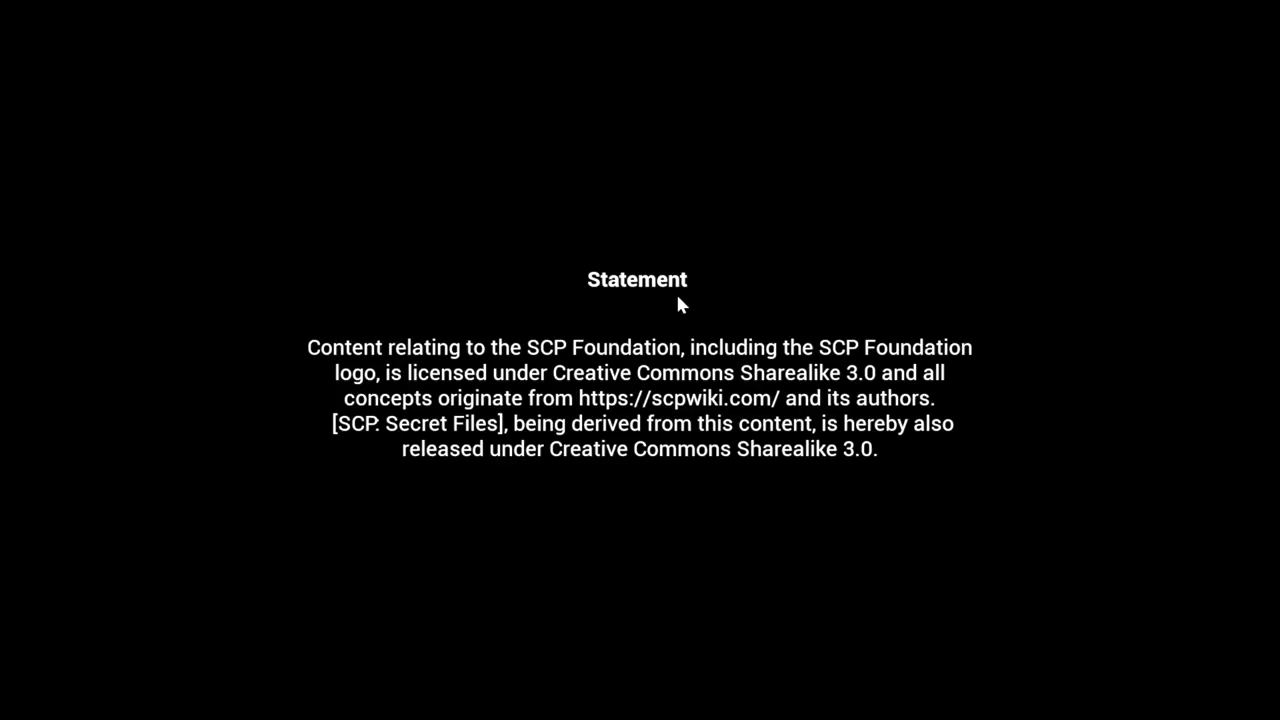 Statement
Content relating to the SCP Foundation, including the SCP Foundation
logo, is licensed under Creative Commons Sharealike 3.0 and all
concepts originate from https://scpwiki.com/ and its authors.
[SCP: Secret Files], being derived from this content, is hereby also
released under Creative Commons Sharealike 3.0.